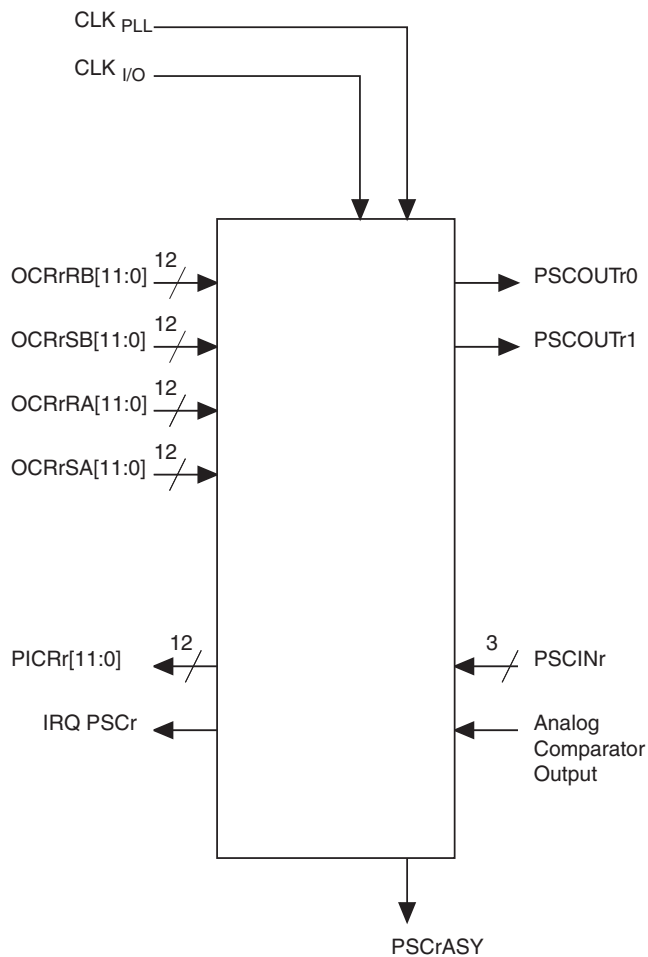 CLK PLL
CLK I/O
OCRrRB[11:0] 12
PSCOUTr0
OCRrSB[11:0] 12
PSCOUTr1
OCRrRA[11:0] 12
OCRrSA[11:0] 12
PICRr[11:0] 12
3 PSCINr
IRQ PSCr
Analog
Comparator
Output
PSCrASY